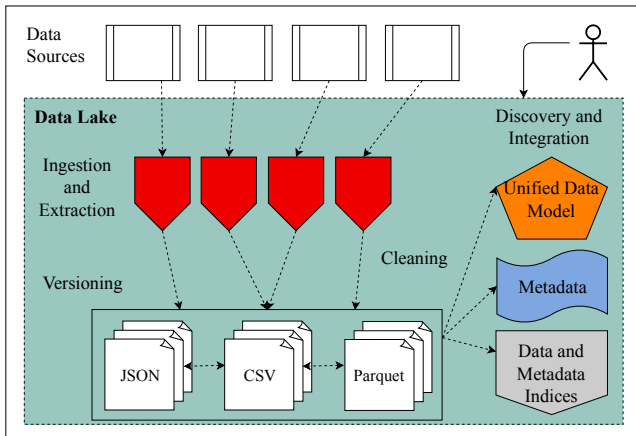 Data
Sources
Data Lake
Discovery and
Integration
Ingestion
and
Extraction
Unified Data
Model
Cleaning
Versioning
Metadata
JSON
CSV
Parquet
Data and
Metadata
Indices